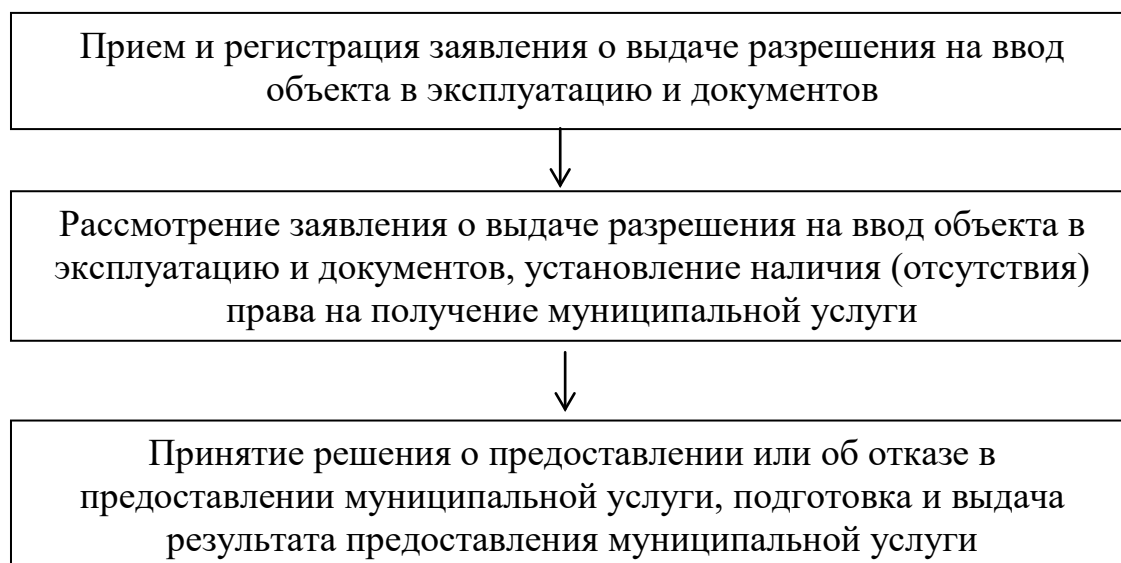 Прием и регистрация заявления о выдаче разрешения на ввод
объекта в эксплуатацию и документов
Рассмотрение заявления о выдаче разрешения на ввод объекта в
эксплуатацию и документов, установление наличия (отсутствия)
права на получение муниципальной услуги
Принятие решения о предоставлении или об отказе в
предоставлении муниципальной услуги, подготовка и выдача
результата предоставления муниципальной услуги